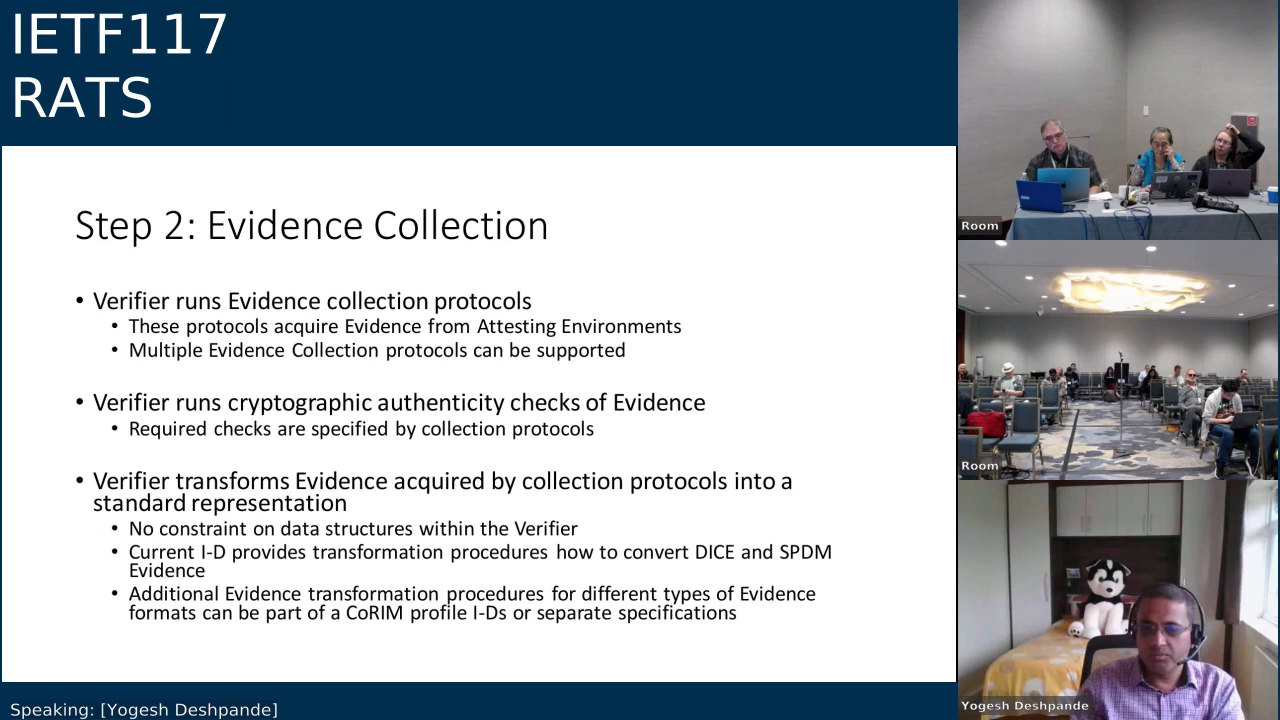 IETF117
RATS
Step 2: Evidence Collection
• Verifier runs Evidence collection protocols
• These protocols acquire Evidence from Attesting Environments
• Multiple Evidence Collection protocols can be supported
• Verifier runs cryptographic authenticity checks of Evidence
• Required checks are specified by collection protocols
• Verifier transforms Evidence acquired by collection protocols into a
standard representation
• No constraint on data structures within the Verifier
• Current I-D provides transformation procedures how to convert DICE and SPDM
Evidence
• Additional Evidence transformation procedures for different types of Evidence
formats can be part of a CoRIM profile I-Ds or separate specifications
Speaking: [Yogesh Deshpande]
Room
Room
Yogesh Deshpande